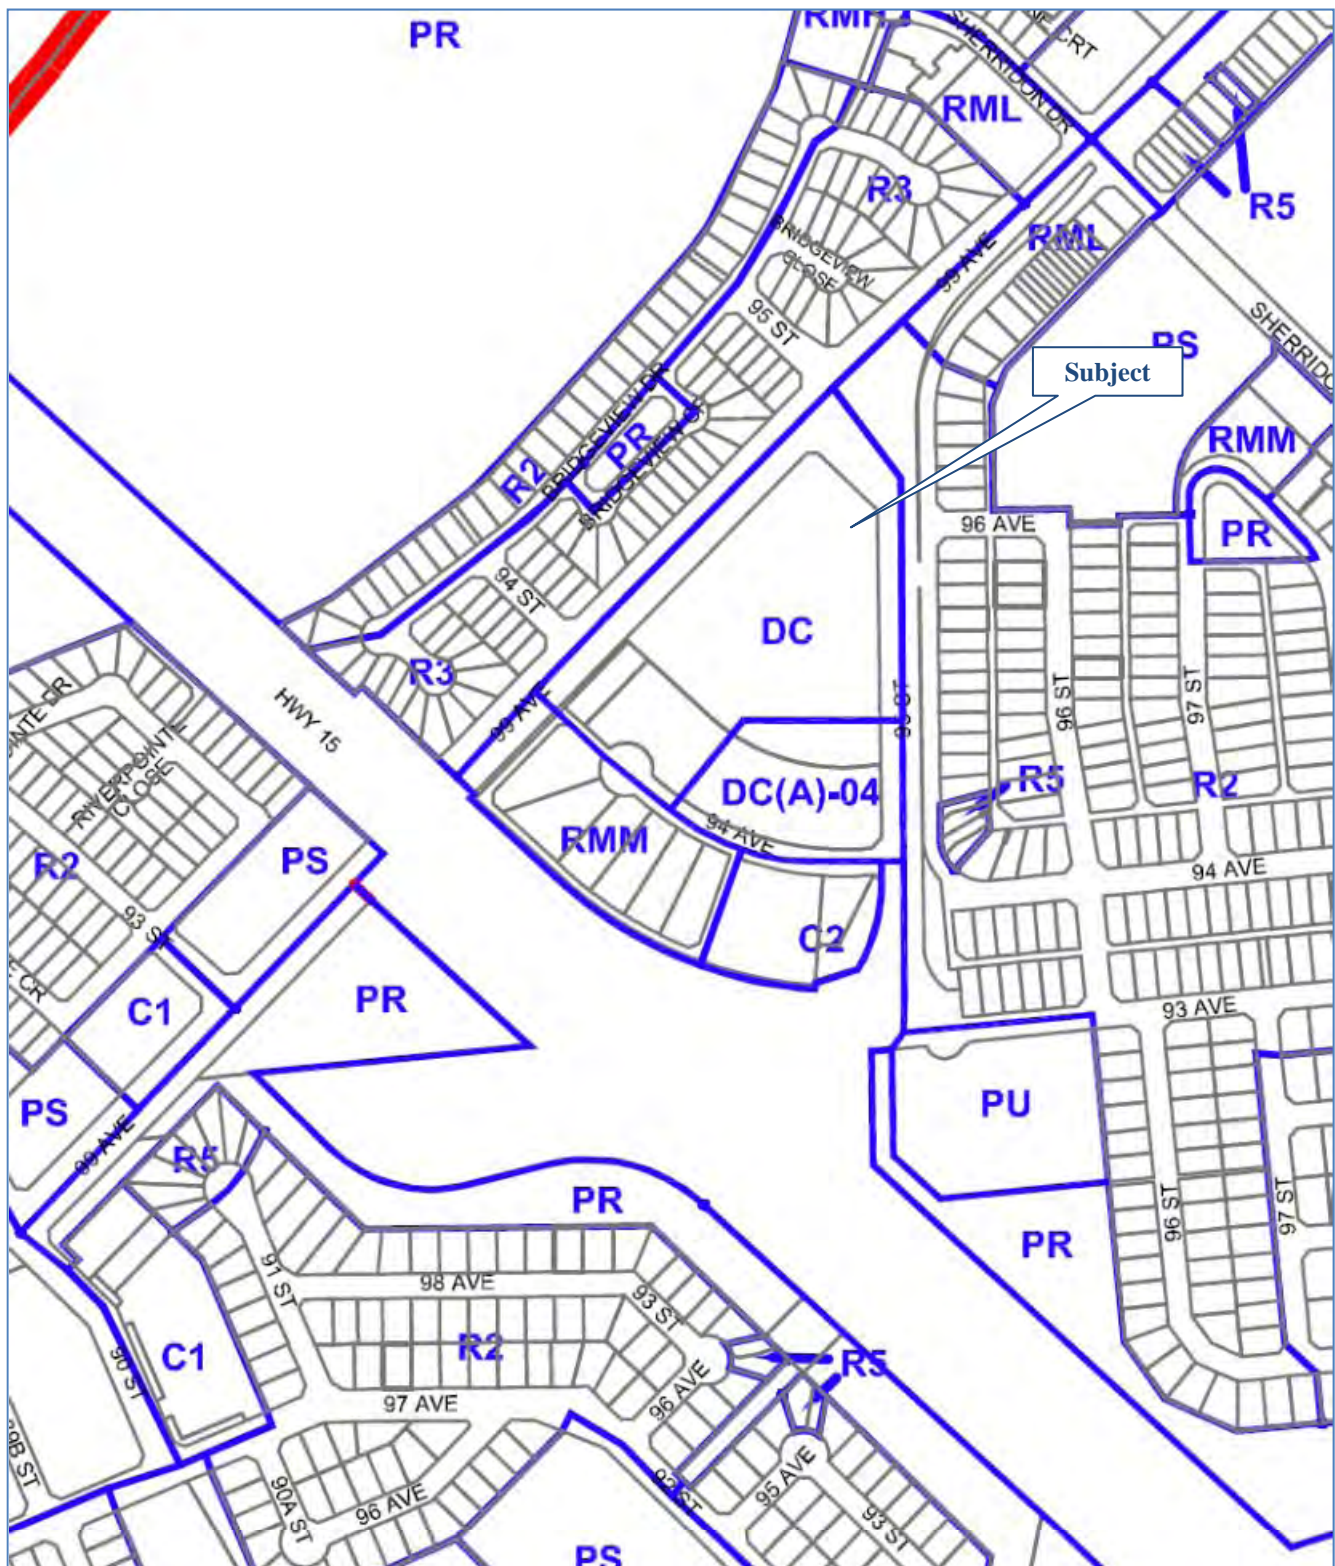 PR
RML
SHERRIDON DR
R3
R5
RML
99 AVE
BRIDGEVIEW
CLOSE
95 ST
PS
Subject
RMM
BRIDGEVIEW DR
PR
R2
96 AVE
PR
94 ST
DC
R3
96 ST
97 ST
HWY 15
99 AVE
RIVERPOINTE
CLOSE
R5
R2
DC(A)-04
94 AVE
RMM
PS
R2
94 AVE
93 ST
C2
PR
C1
93 AVE
PU
PS
99 AVE
R5
PR
96 ST
97 ST
PR
91 ST
98 AVE
93 ST
R2
C1
90 ST
R5
96 AVE
97 AVE
92 ST
95 AVE
93 ST
90A ST
96 AVE
PS